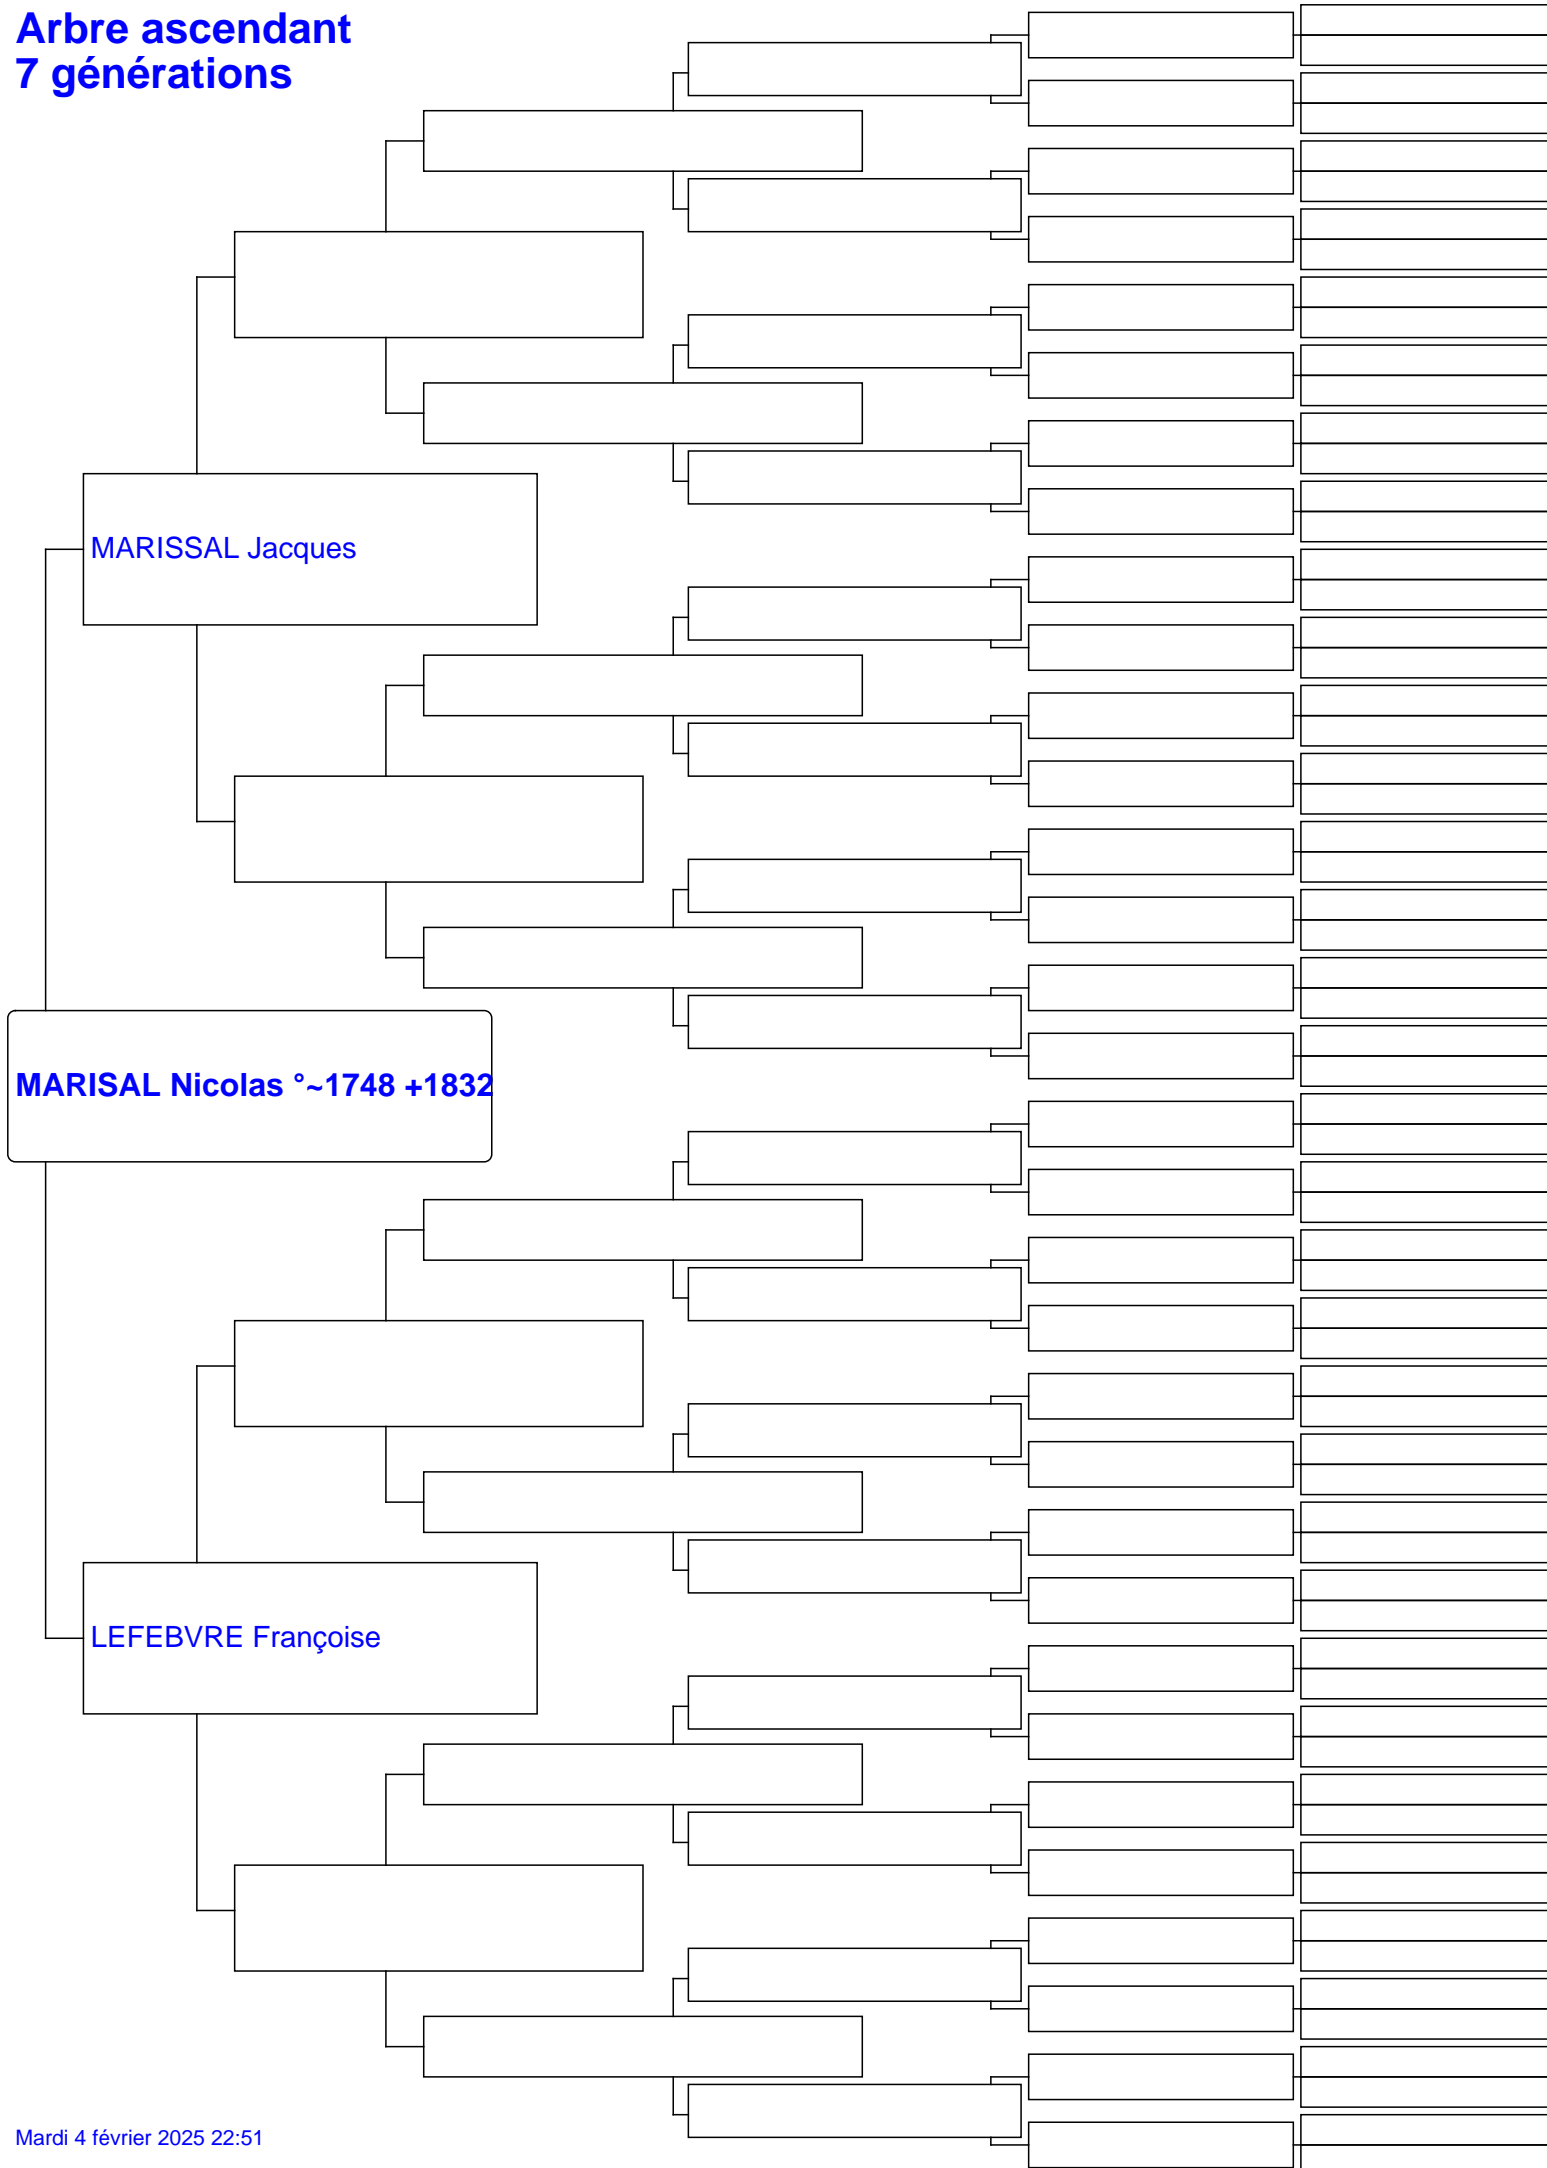 Arbre ascendant
7 générations
MARISSAL Jacques
MARISAL Nicolas °~1748 +1832
LEFEBVRE Françoise
Mardi 4 février 2025 22:51